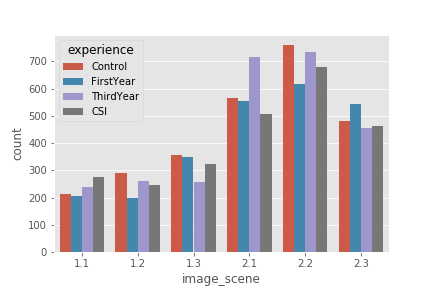 experience
Control
FirstYear
ThirdYear
CSI
700
600
500
400
300
200
100
0
count
1.1 1.2 1.3 2.1 2.2 2.3
image_scene